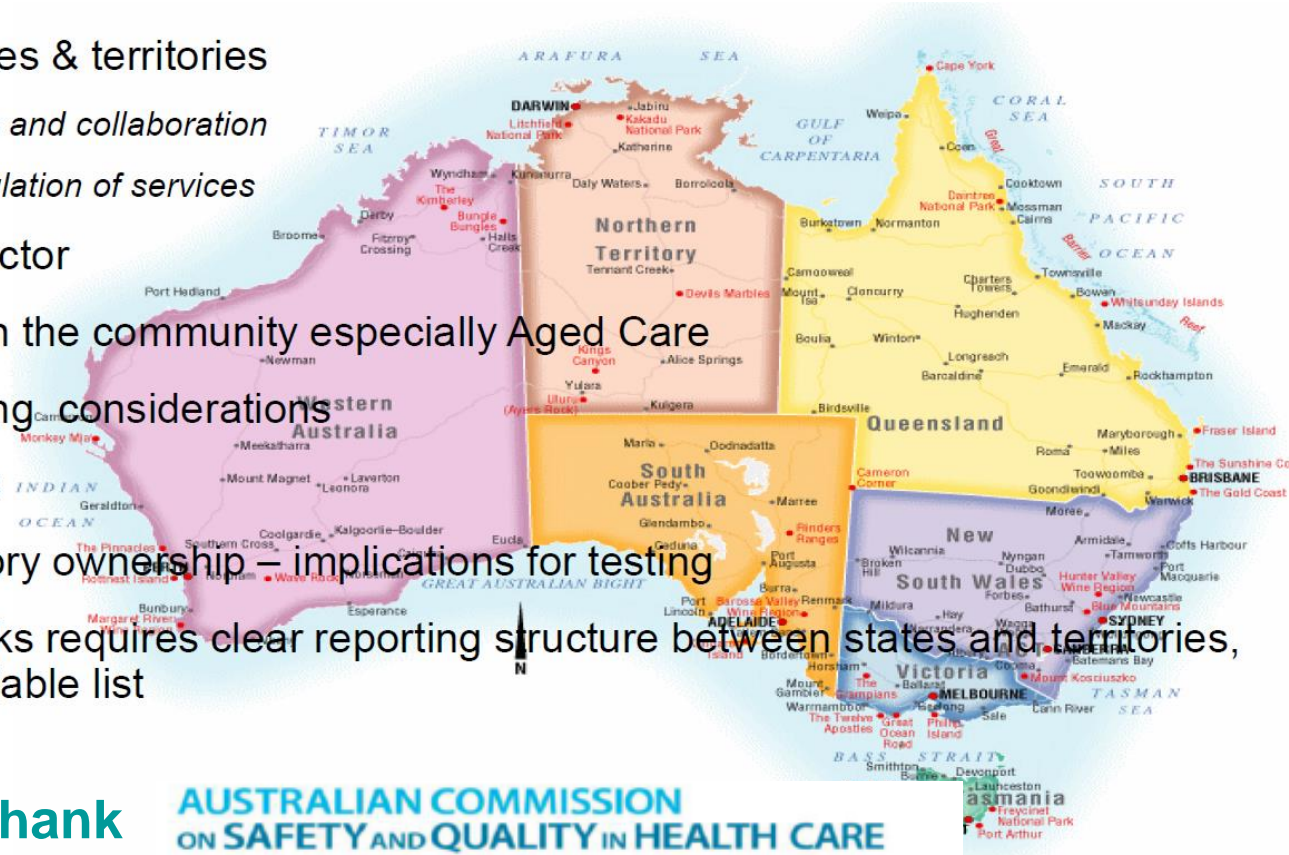 es & territories
and collaboration
lation of services
ctor
n the community especially Aged Care
ng considerations
ory ownership – implications for testing
ks requires clear reporting structure between states and territories,
able list
hank
AUSTRALIAN COMMISSION
ON SAFETY AND QUALITY IN HEALTH CARE
ARAFURA SEA
TIMOR
SEA
GULF
OF
CARPENTARIA
CORAL
SEA
Great
Barrier
Reef
SOUTH
PACIFIC
OCEAN
INDIAN
OCEAN
GREAT AUSTRALIAN BIGHT
BASS STRAIT
TASMAN
SEA
N
Western
Australia
Wyndham
Kununurra
The
Kimberley
Bungle
Bungles
Derby
Broome
Fitzroy
Crossing
Halls
Creek
Port Hedland
Newman
Monkey Mia
Meekatharra
Mount Magnet
Laverton
Leonora
Geraldton
Coolgardie
Kalgoorlie–Boulder
Southern Cross
The Pinnacles
Rottnest Island
Wave Rock
Eucla
Bunbury
Esperance
Margaret River
Northern
Territory
DARWIN
Jabiru
Litchfield
National Park
Kakadu
National Park
Katherine
Daly Waters
Borroloola
Tennant Creek
Devils Marbles
Kings
Canyon
Alice Springs
Yulara
Uluru
(Ayers Rock)
Kulgera
South
Australia
Marla
Oodnadatta
Coober Pedy
Marree
Glendambo
Flinders
Ranges
Ceduna
Port
Augusta
Burra
Port
Lincoln
Barossa Valley
Wine Region
Renmark
ADELAIDE
Island
Bordertown
Mount
Gambier
Queensland
Cape York
Weipa
Coen
Cooktown
Daintree
National Park
Mossman
Cairns
Burketown
Normanton
Camooweal
Mount
Isa
Cloncurry
Charters
Towers
Townsville
Bowen
Whitsunday Islands
Hughenden
Mackay
Boulia
Winton
Longreach
Barcaldine
Emerald
Rockhampton
Birdsville
Maryborough
Fraser Island
Roma
Miles
The Sunshine Co
Toowoomba
BRISBANE
Goondiwindi
The Gold Coast
Warwick
Cameron
Corner
New
South Wales
Moree
Armidale
Coffs Harbour
Wilcannia
Broken
Hill
Nyngan
Tamworth
Dubbo
Port
Macquarie
Forbes
Hunter Valley
Wine Region
Newcastle
Bathurst
Blue Mountains
Mildura
Hay
Narrandera
Wagga
SYDNEY
ACT
CANBERRA
Batemans Bay
Cooma
Mount Kosciuszko
Victoria
Horsham
The
Grampians
Ballarat
MELBOURNE
Geelong
Warrnambool
Sale
Cann River
The Twelve
Apostles
Great
Ocean
Road
Philip
Island
Smithton
Burnie
Devonport
Launceston
asmania
Freycinet
National Park
Port Arthur